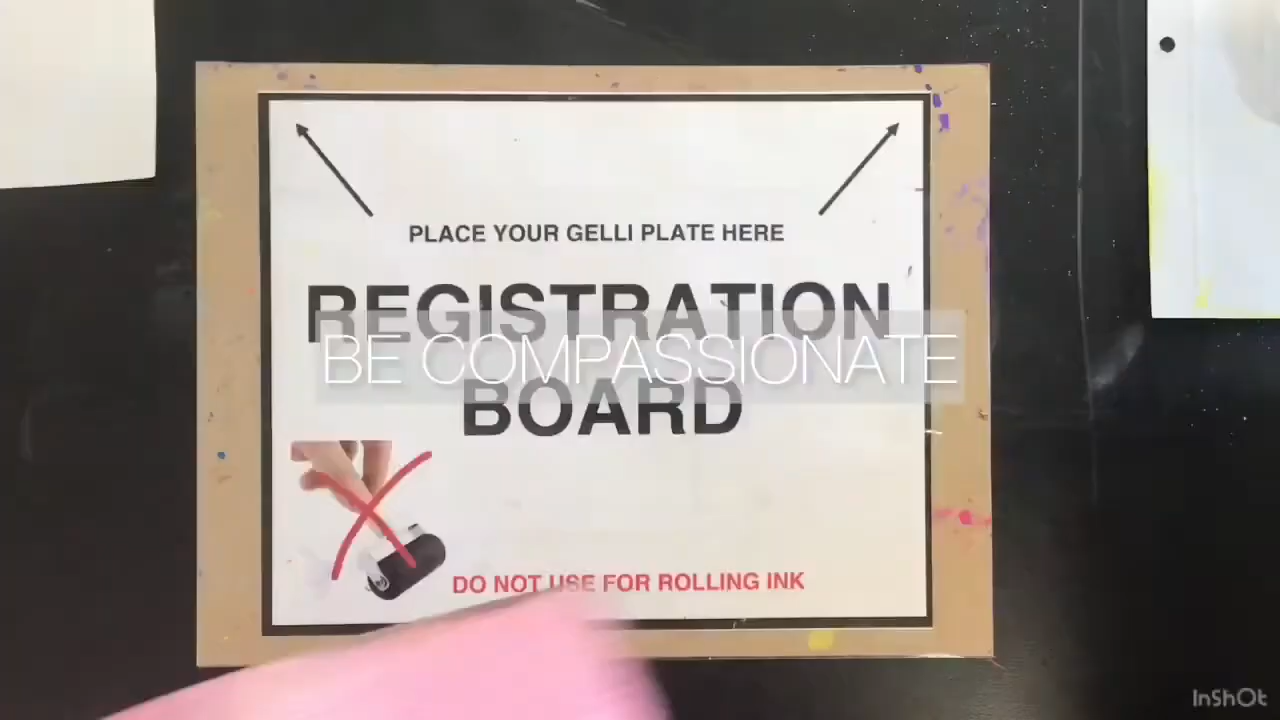 PLACE YOUR GELLI PLATE HERE
REGISTRATION
BE COMPASSIONATE
BOARD
DO NOT USE FOR ROLLING INK
InShOt